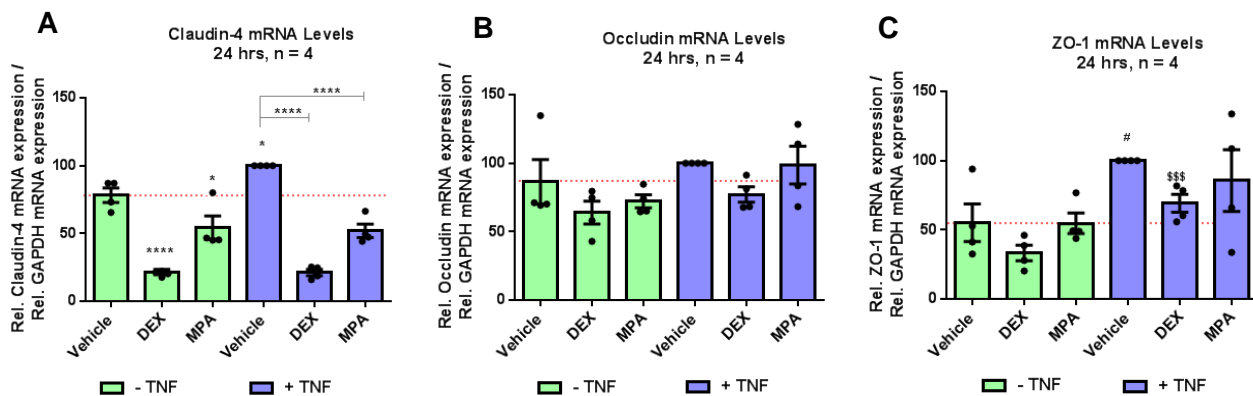 A
Claudin-4 mRNA Levels
24 hrs, n = 4
Rel. Claudin-4 mRNA expression /
Rel. GAPDH mRNA expression
150
100
50
0
****
*
*
****
****
Vehicle
DEX
MPA
Vehicle
DEX
MPA
- TNF
+ TNF
B
Occludin mRNA Levels
24 hrs, n = 4
Rel. Occludin mRNA expression /
Rel. GAPDH mRNA expression
150
100
50
0
Vehicle
DEX
MPA
Vehicle
DEX
MPA
- TNF
+ TNF
C
ZO-1 mRNA Levels
24 hrs, n = 4
Rel. ZO-1 mRNA expression /
Rel. GAPDH mRNA expression
150
100
50
0
#
$$$
Vehicle
DEX
MPA
Vehicle
DEX
MPA
- TNF
+ TNF